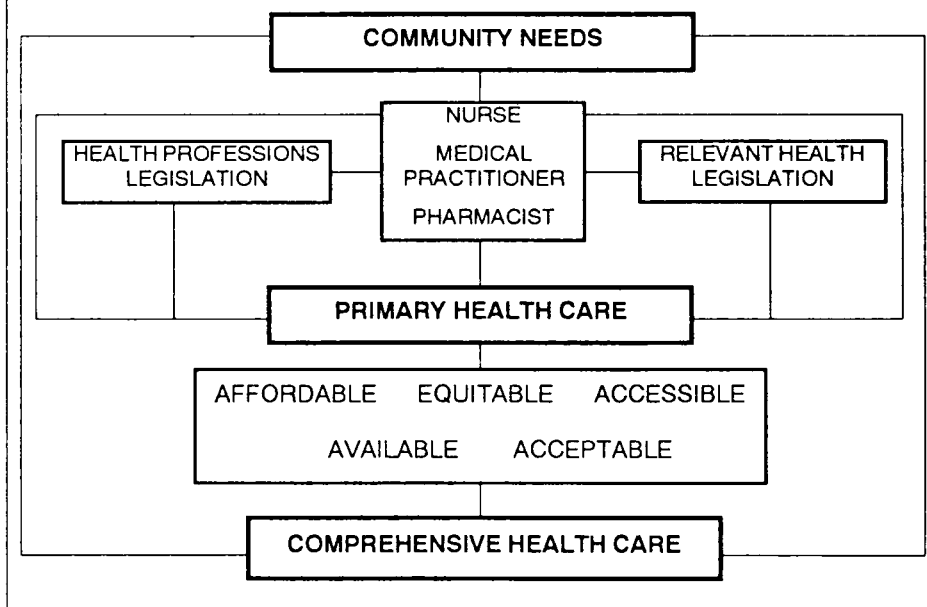 COMMUNITY NEEDS
NURSE
MEDICAL
PRACTITIONER
PHARMACIST
HEALTH PROFESSIONS
LEGISLATION
RELEVANT HEALTH
LEGISLATION
PRIMARY HEALTH CARE
AFFORDABLE EQUITABLE ACCESSIBLE
AVAILABLE ACCEPTABLE
COMPREHENSIVE HEALTH CARE